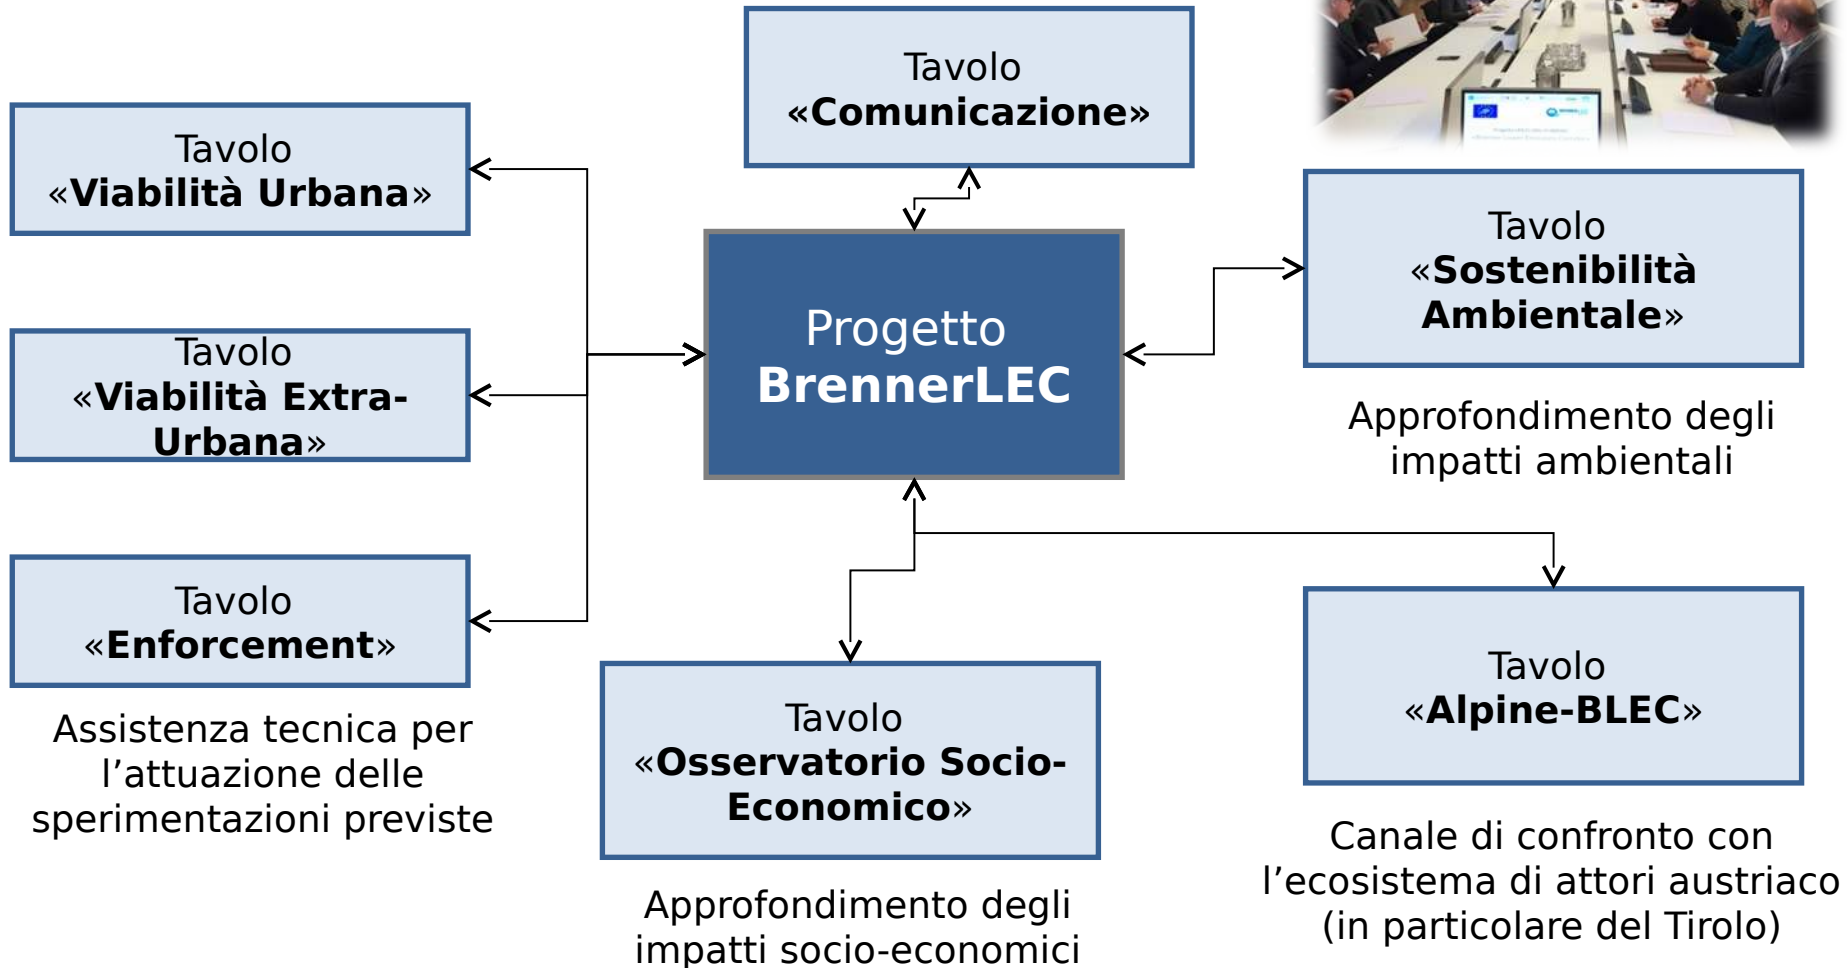 Tavolo
«Comunicazione»
Tavolo
«Viabilità Urbana»
Tavolo
«Sostenibilità
Ambientale»
Progetto
BrennerLEC
Tavolo
«Viabilità Extra-
Urbana»
Approfondimento degli
impatti ambientali
Tavolo
«Enforcement»
Tavolo
«Osservatorio Socio-
Economico»
Tavolo
«Alpine-BLEC»
Assistenza tecnica per
l’attuazione delle
sperimentazioni previste
Approfondimento degli
impatti socio-economici
Canale di confronto con
l’ecosistema di attori austriaco
(in particolare del Tirolo)